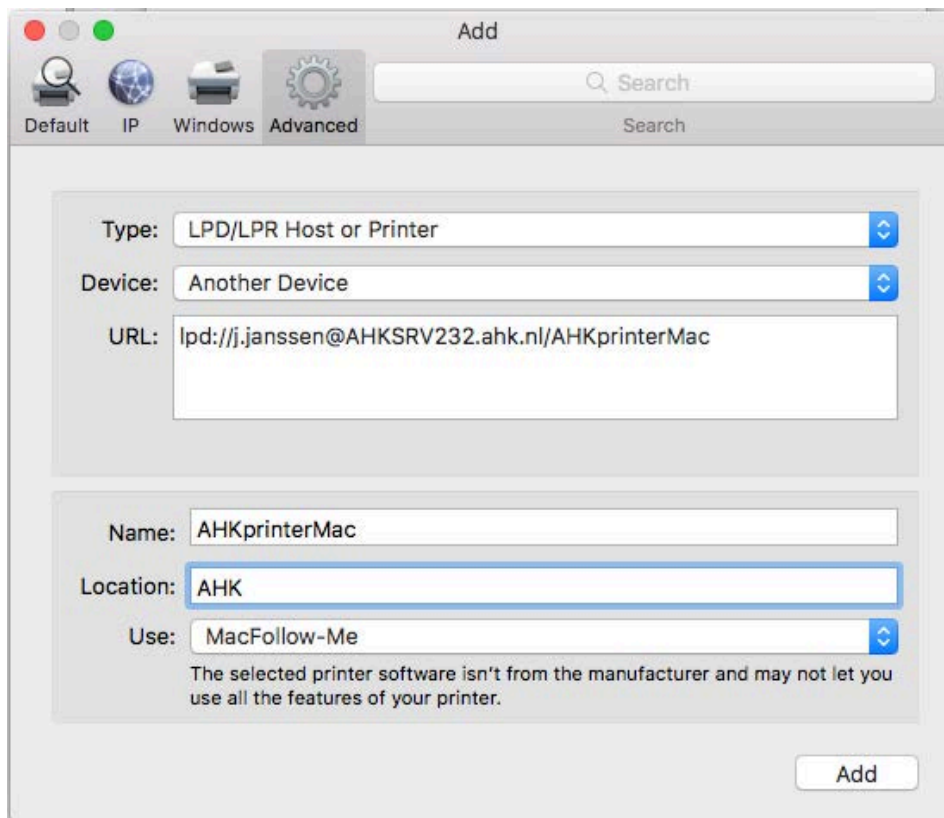 Add
Search
Default IP Windows Advanced Search
Type: LPD/LPR Host or Printer
Device: Another Device
URL: lpd://j.janssen@AHKSRV232.ahk.nl/AHKprinterMac
Name: AHKprinterMac
Location: AHK
Use: MacFollow-Me
The selected printer software isn't from the manufacturer and may not let you
use all the features of your printer.
Add